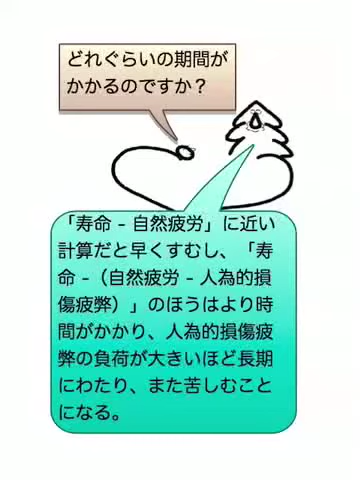 どれぐらいの期間が
かかるのですか？
「寿命 - 自然疲労」に近い
計算だと早くすむし、「寿
命 -（自然疲労 - 人為的損
傷疲弊）」のほうはより時
間がかかり、人為的損傷疲
弊の負荷が大きいほど長期
にわたり、また苦しむこと
になる。